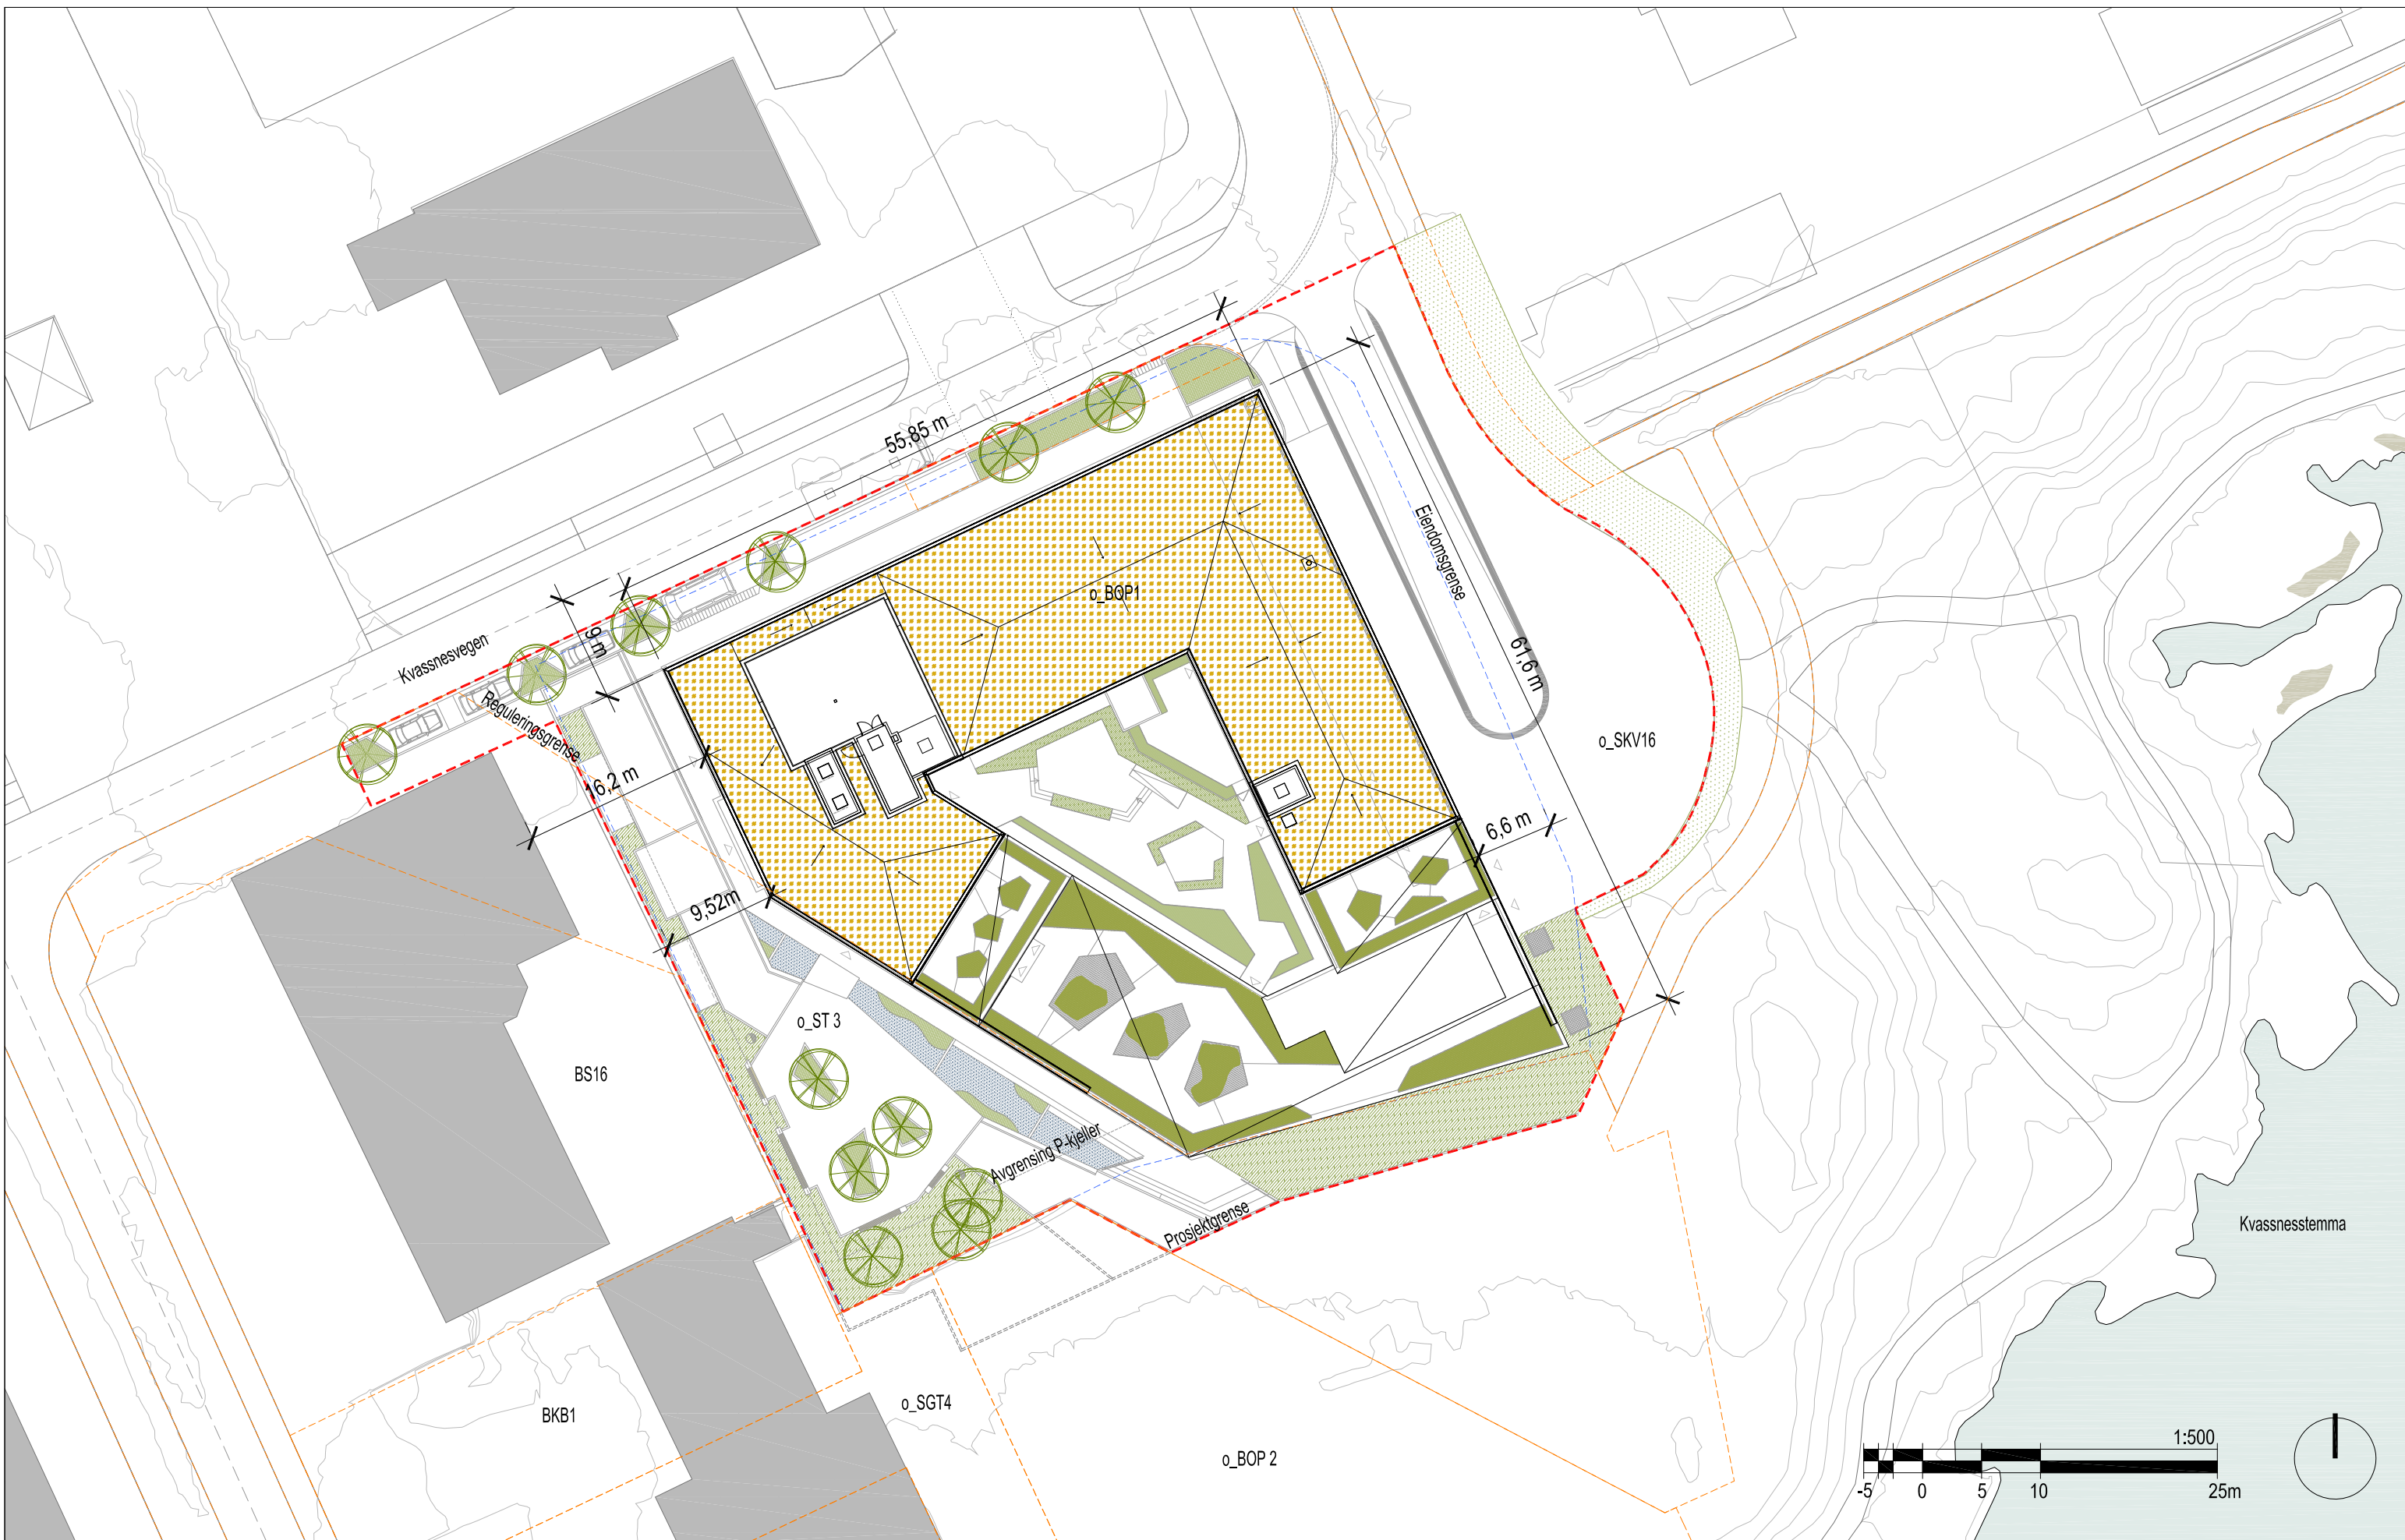 55,85 m
Eiendomsgrense
o_BOP1
Kvassnesvegen
9 m
61,6 m
Reguleringsgrense
o_SKV16
16,2 m
6,6 m
9,52m
o_ST 3
BS16
Avgrensing P-kjeller
Prosjektgrense
Kvassnesstemma
o_SGT4
BKB1
o_BOP 2
1:500
-5 0 5 10 25m